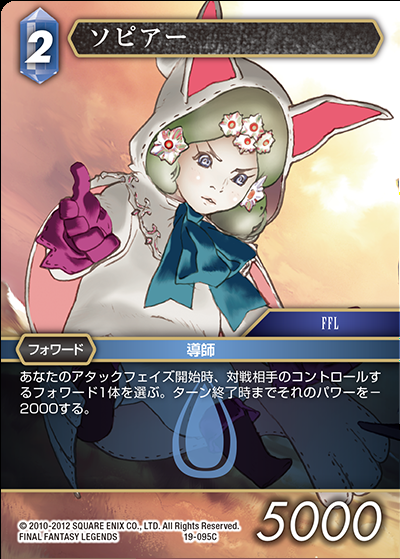 2
ソピアー
FFL
フォワード
導師
あなたのアタックフェイズ開始時、対戦相手のコントロールす
るフォワード1体を選ぶ。ターン終了時までそれのパワーを－
2000する。
© 2010-2012 SQUARE ENIX CO., LTD. All Rights Reserved.
FINAL FANTASY LEGENDS
19-095C
5000